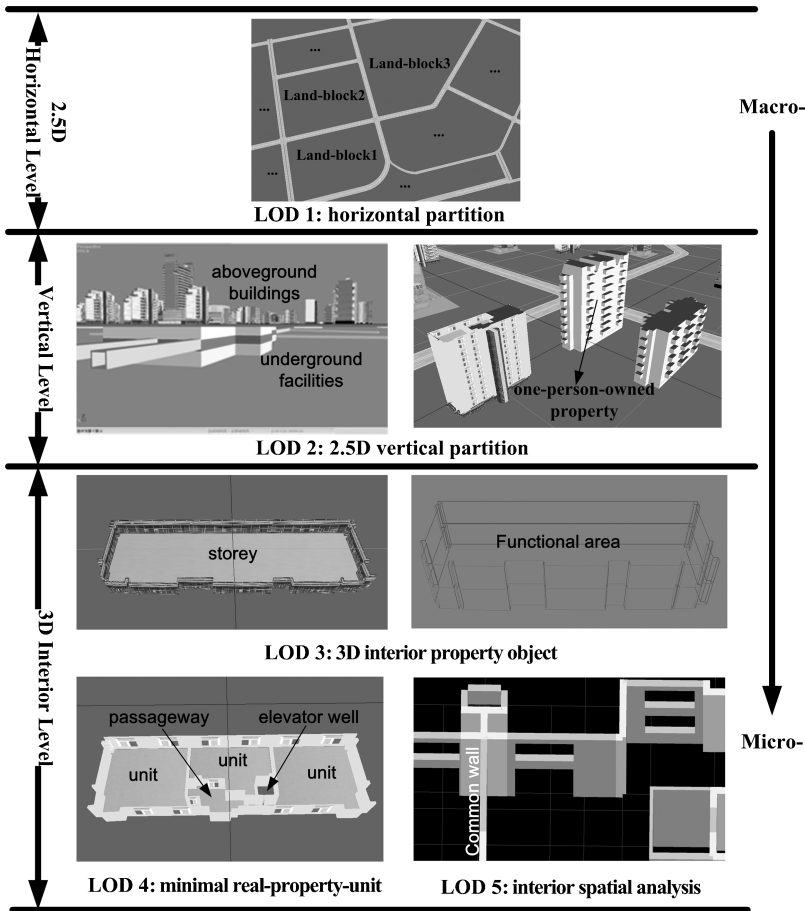 2.5D
Horizontal Level
...
...
Land-block3
...
Land-block2
...
...
Land-block1
...
...
LOD 1: horizontal partition
Macro-
Vertical Level
aboveground
buildings
underground
facilities
one-person-owned
property
LOD 2: 2.5D vertical partition
3D Interior Level
storey
Functional area
LOD 3: 3D interior property object
passageway
elevator well
unit
unit
unit
Common wall
Micro-
LOD 4: minimal real-property-unit
LOD 5: interior spatial analysis